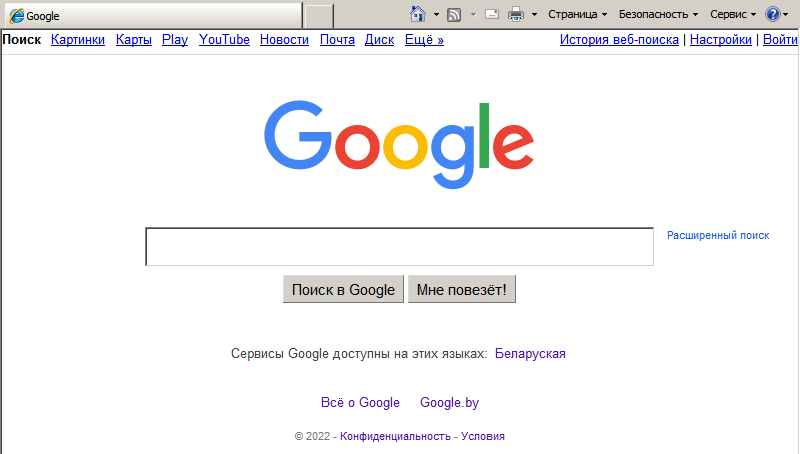 Google
Страница Безопасность Сервис
Поиск Картинки Карты Play YouTube Новости Почта Диск Ещё » История веб-поиска | Настройки | Войти
Google
Расширенный поиск
Поиск в Google Мне повезёт!
Сервисы Google доступны на этих языках: Беларуская
Всё о Google Google.by
© 2022 - Конфиденциальность - Условия